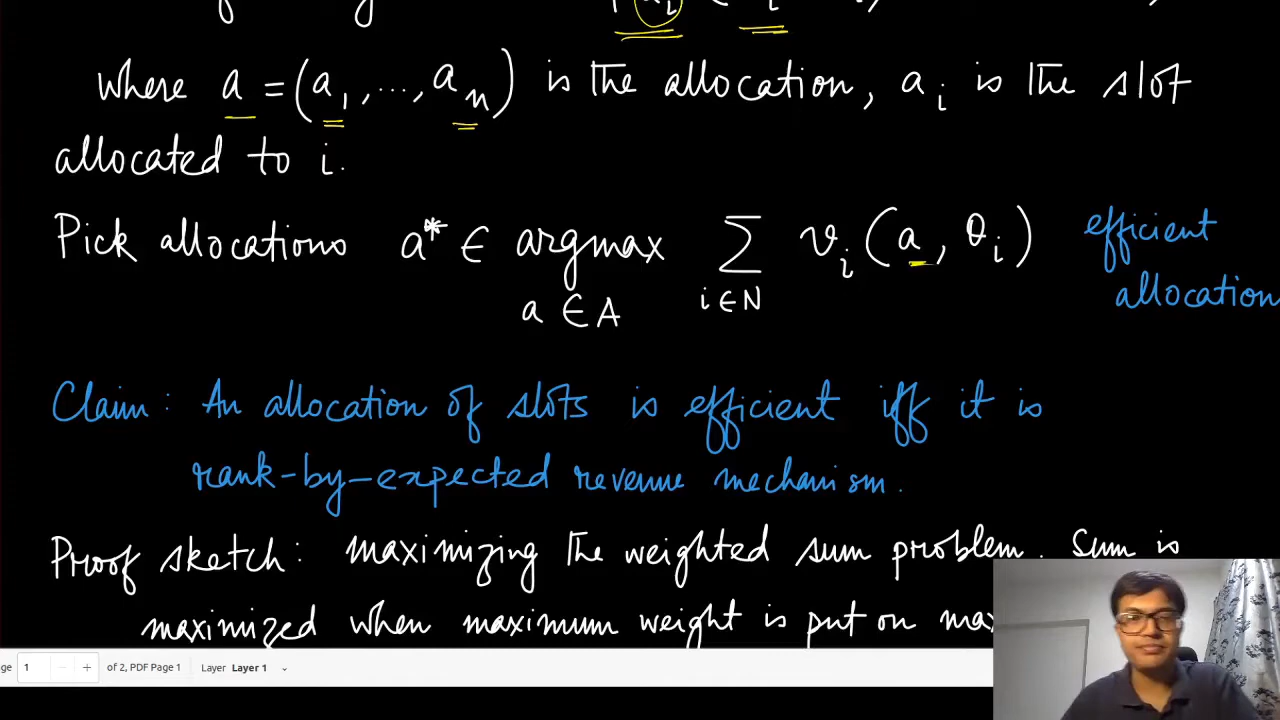 where a = (a₁, ..., aₙ) is the allocation, aᵢ is the slot
allocated to i.
Pick allocations a* ∈ argmax ∑ vᵢ(a, θᵢ) efficient
a ∈ A i ∈ N allocation
Claim: An allocation of slots is efficient iff it is
rank-by-expected revenue mechanism.
Proof sketch: maximizing the weighted sum problem. Sum is
maximized when maximum weight is put on
1 of 2, PDF Page 1 Layer Layer 1